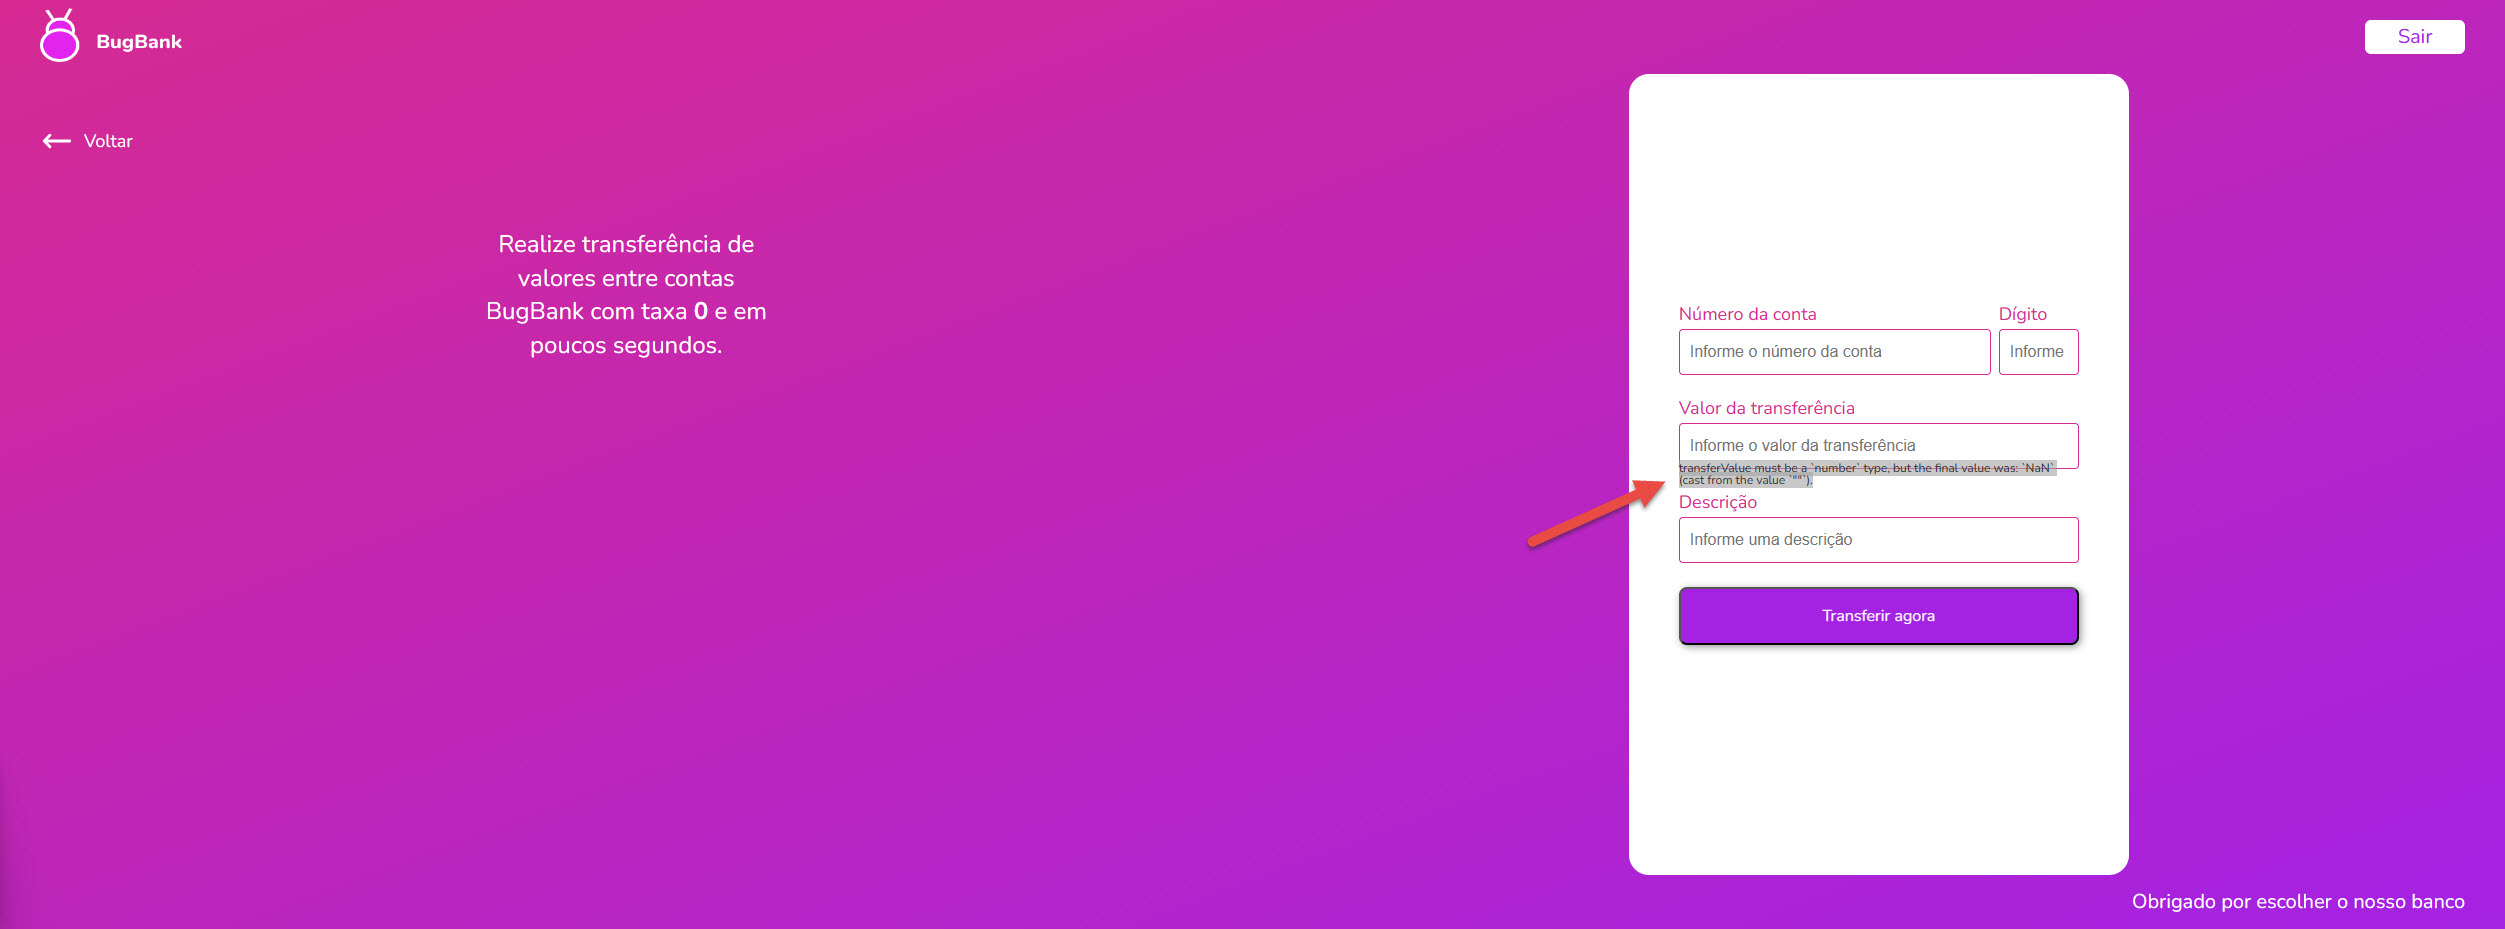 BugBank
Sair
Voltar
Realize transferência de
valores entre contas
BugBank com taxa 0 e em
poucos segundos.
Número da conta
Dígito
Informe o número da conta
Informe
Valor da transferência
Informe o valor da transferência
transferValue must be a `number` type, but the final value was: `NaN`
(cast from the value `""`).
Descrição
Informe uma descrição
Transferir agora
Obrigado por escolher o nosso banco